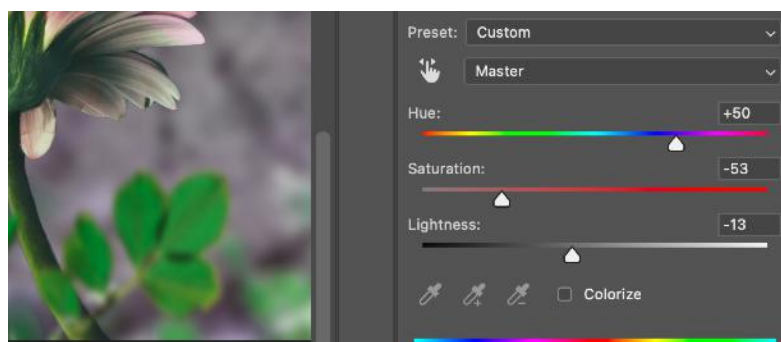 Preset: Custom
Master
Hue: +50
Saturation: -53
Lightness: -13
Colorize